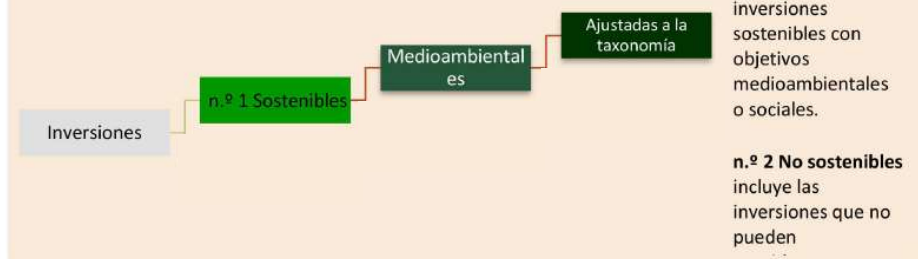 Inversiones
n.º 1 Sostenibles
Medioambiental
es
Ajustadas a la
taxonomía
inversiones
sostenibles con
objetivos
medioambientales
o sociales.
n.º 2 No sostenibles
incluye las
inversiones que no
pueden